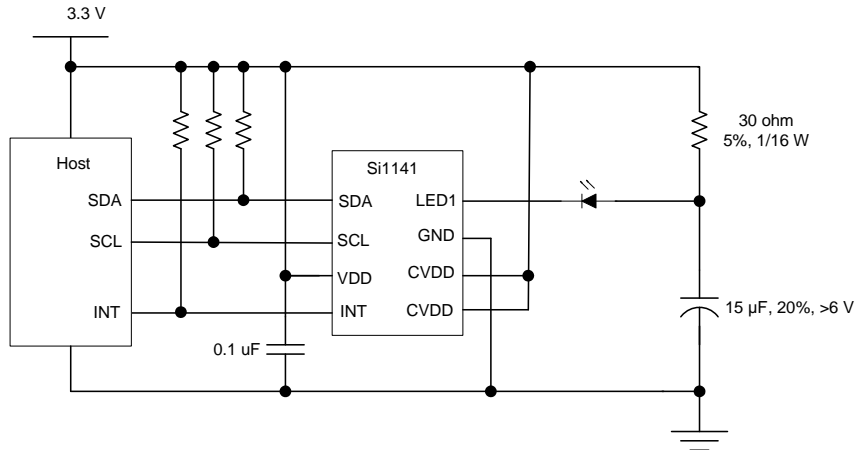 3.3 V
30 ohm
5%, 1/16 W
Host
Si1141
SDA
SDA
LED1
SCL
SCL
GND
VDD
CVDD
INT
INT
CVDD
15 µF, 20%, >6 V
0.1 uF